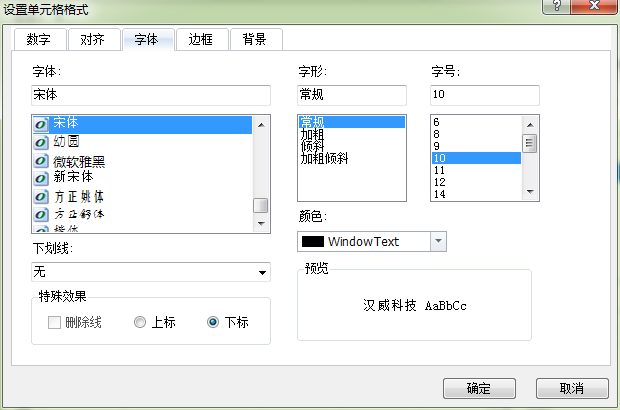 设置单元格格式
数字 对齐 字体 边框 背景
字体:
宋体
宋体
幼圆
微软雅黑
新宋体
方正姚体
方正舒体
楷体
字形:
常规
常规
加粗
倾斜
加粗倾斜
字号:
10
6
8
9
10
11
12
14
下划线:
无
颜色:
WindowText
特殊效果
删除线 上标 下标
预览
汉威科技 AaBbCc
确定 取消